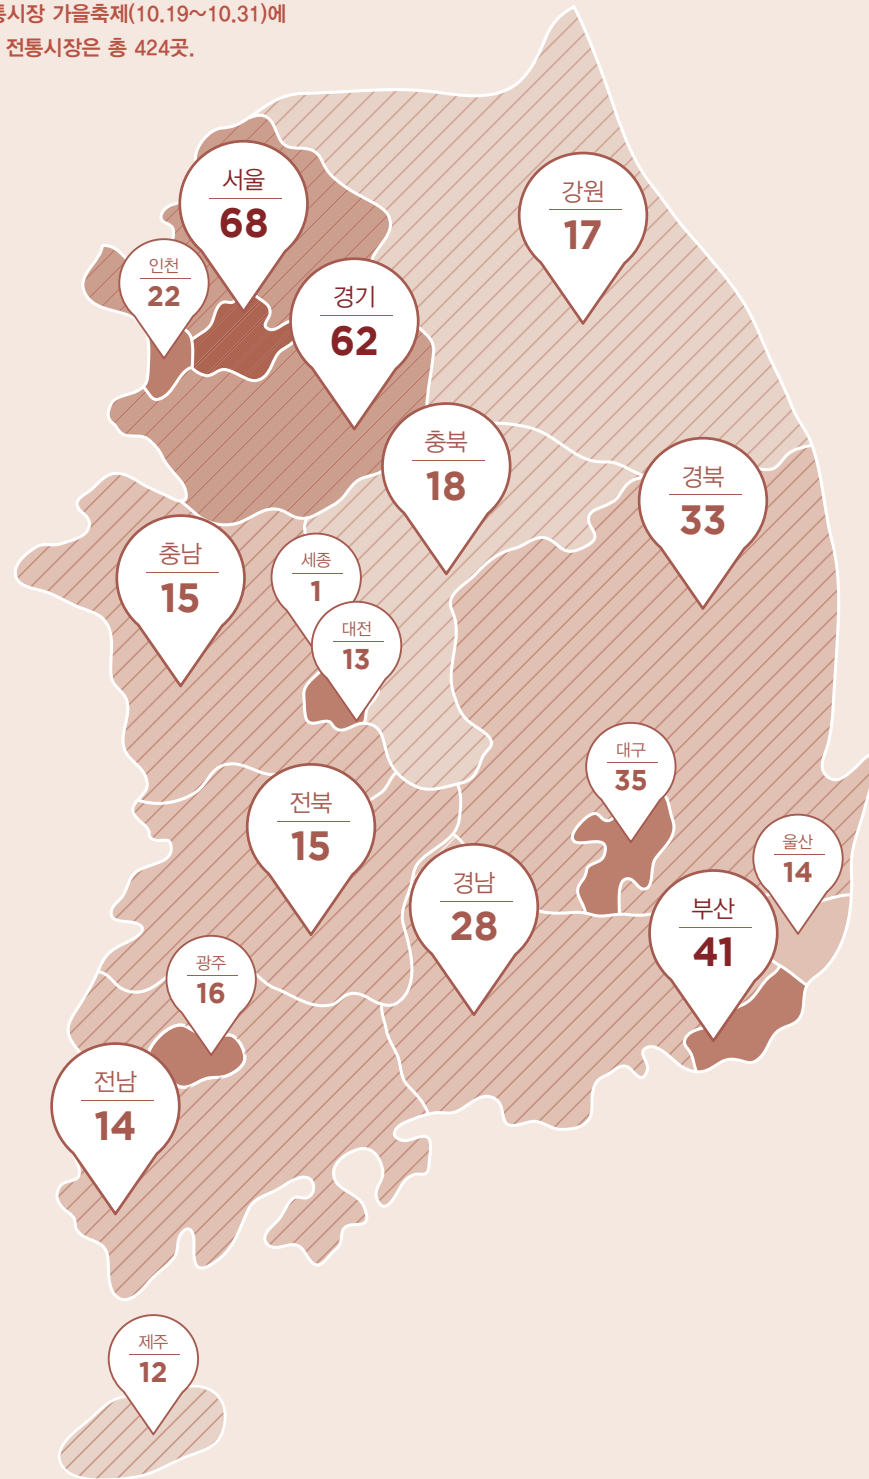 통시장 가을축제(10.19~10.31)에
전통시장은 총 424곳.
서울
68
강원
17
인천
22
경기
62
충북
18
경북
33
충남
15
세종
1
대전
13
대구
35
전북
15
울산
14
경남
28
부산
41
광주
16
전남
14
제주
12